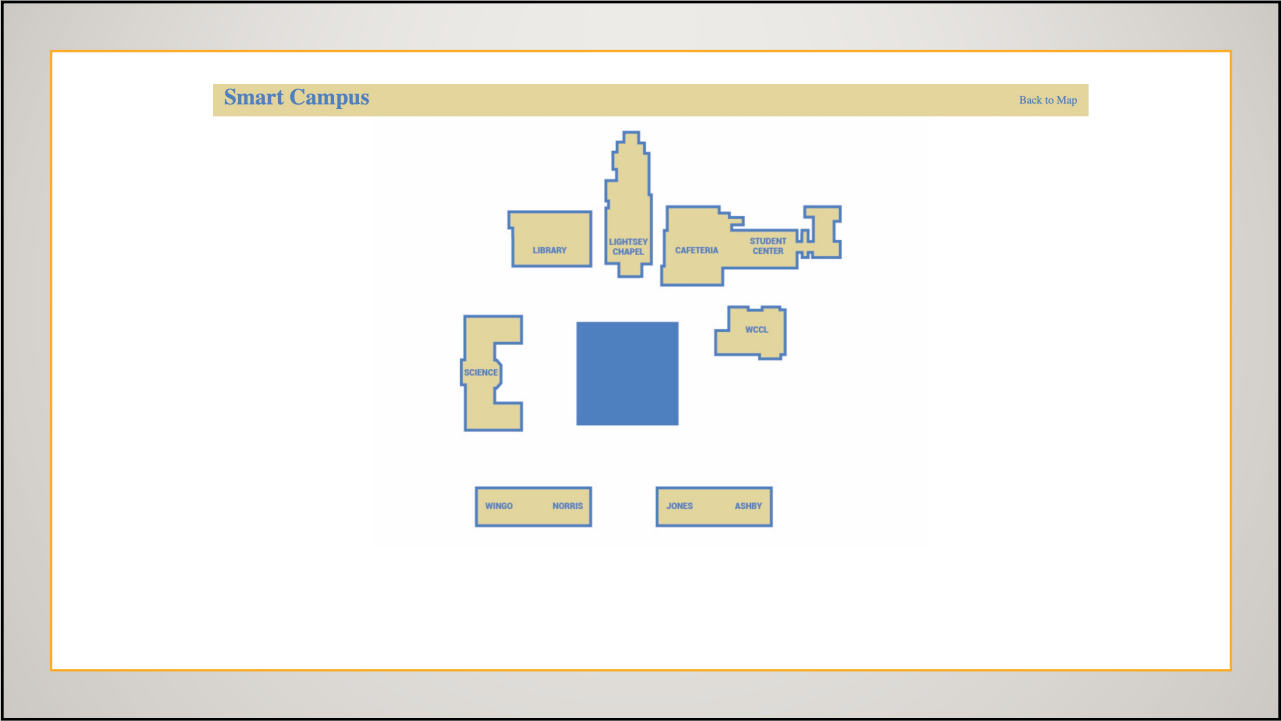 Smart Campus
Back to Map
LIBRARY
LIGHTSEY
CHAPEL
CAFETERIA
STUDENT
CENTER
WCCL
SCIENCE
WINGO
NORRIS
JONES
ASHBY